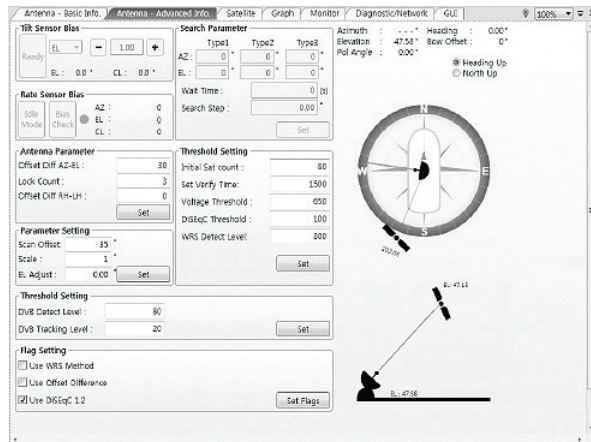 Antenna - Basic Info. Antenna - Advanced Info. Satellite Graph Monitor Diagnostic/Network GUI 100%
Tilt Sensor Bias
Ready EL - 1.00 +
EL : 0.0 ° CL : 0.0 °
Rate Sensor Bias
Idle Mode Bias Check
AZ : 0
EL : 0
CL : 0
Search Parameter
Type1 Type2 Type3
AZ : 0 ° 0 ° 0 °
EL : 0 ° 0 ° 0 °
Wait Time : 0 (s)
Search Step : 0.00 °
Set
Antenna Parameter
Offset Diff AZ-EL : 30
Lock Count : 3
Offset Diff RH-LH : 0
Set
Parameter Setting
Scan Offset 35 °
Scale : 1 °
EL Adjust : 0.00 ° Set
Threshold Setting
Initial Sat count : 80
Set Verify Time: 1500
Voltage Threshold : 650
DiSEqC Threshold : 100
WRS Detect Level: 300
Set
Threshold Setting
DVB Detect Level : 80
DVB Tracking Level : 20
Set
Flag Setting
Use WRS Method
Use Offset Difference
Use DiSEqC 1.2
Set Flags
Azimuth : ---° Heading : 0.00°
Elevation : 47.58° Bow Offset : 0°
Pol Angle : 0.00°
Heading Up
North Up
N
W E
S
EL: 47.58